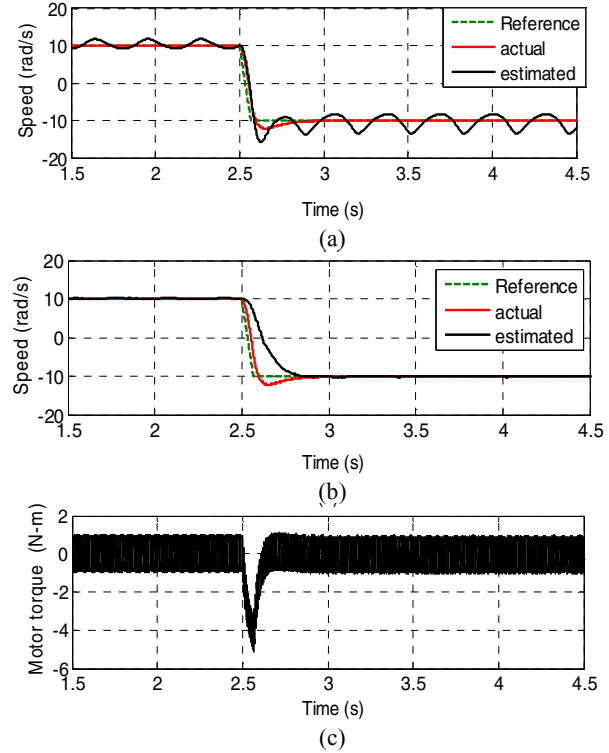 20
10
0
-10
-20
Speed (rad/s)
Reference
actual
estimated
1.5 2 2.5 3 3.5 4 4.5
Time (s)
(a)
20
10
0
-10
-20
Speed (rad/s)
Reference
actual
estimated
1.5 2 2.5 3 3.5 4 4.5
Time (s)
(b)
2
0
-2
-4
-6
Motor torque (N-m)
1.5 2 2.5 3 3.5 4 4.5
Time (s)
(c)